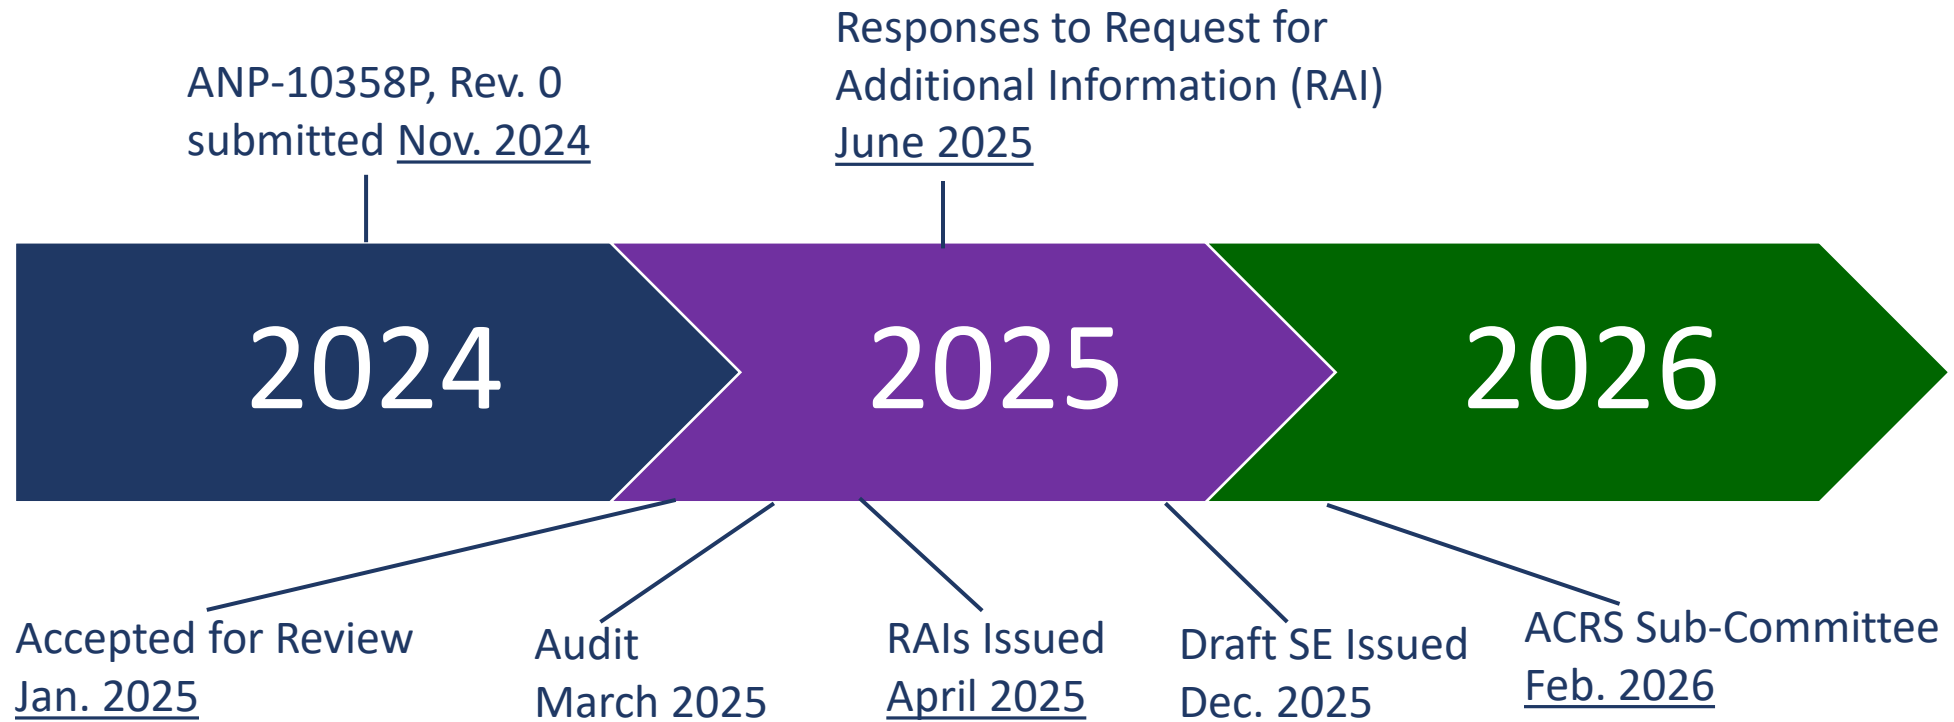 ANP-10358P, Rev. 0
submitted Nov. 2024
Responses to Request for
Additional Information (RAI)
June 2025
2024
2025
2026
Accepted for Review
Jan. 2025
Audit
March 2025
RAIs Issued
April 2025
Draft SE Issued
Dec. 2025
ACRS Sub-Committee
Feb. 2026